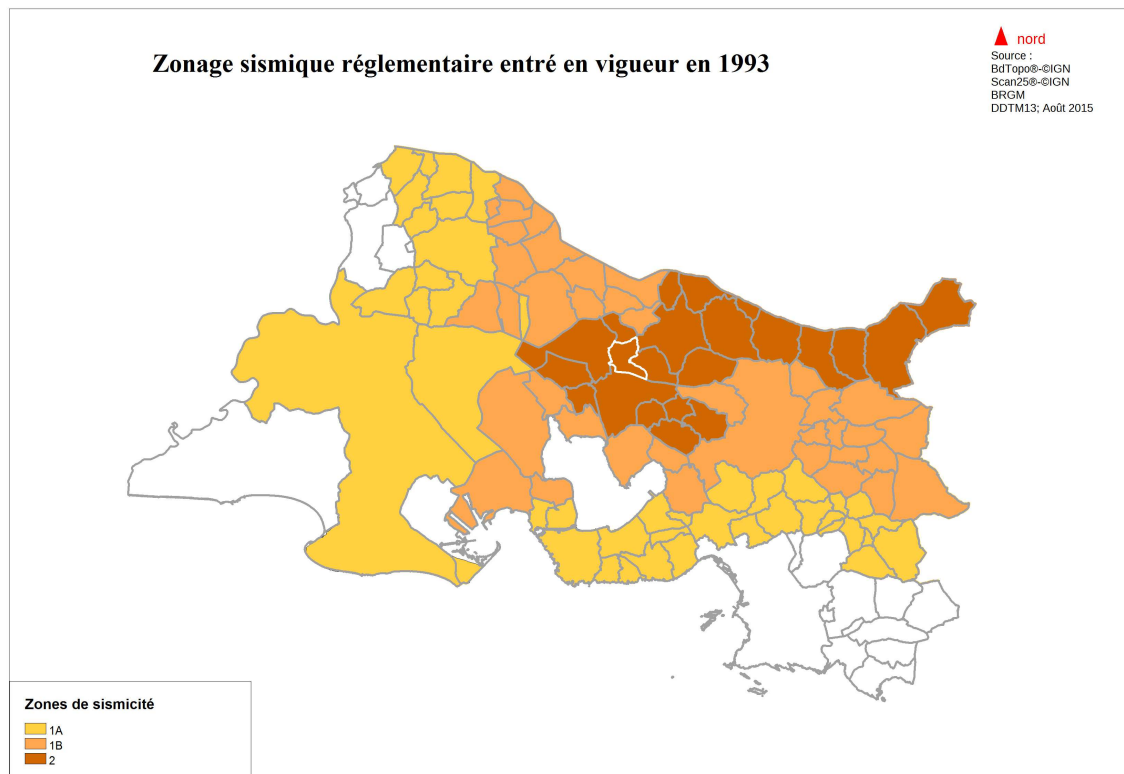 Zonage sismique réglementaire entré en vigueur en 1993
nord
Source :
BdTopo®-©IGN
Scan25®-©IGN
BRGM
DDTM13; Août 2015
Zones de sismicité
1A
1B
2